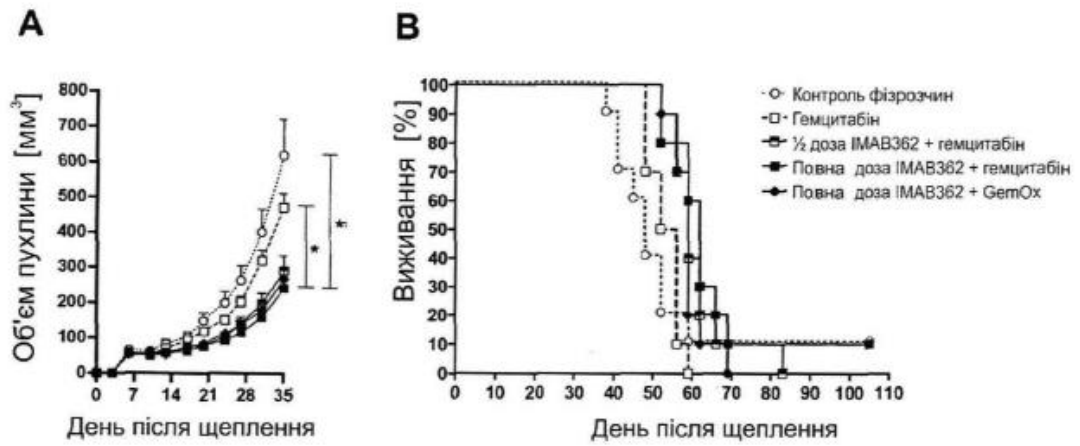 A
Об'єм пухлини [мм³]
800
700
600
500
400
300
200
100
0
0 7 14 21 28 35
День після щеплення
*
*
B
Виживання [%]
100
90
80
70
60
50
40
30
20
10
0
0 10 20 30 40 50 60 70 80 90 100 110
День після щеплення
Контроль фізрозчин
Гемцитабін
½ доза IMAB362 + гемцитабін
Повна доза IMAB362 + гемцитабін
Повна доза IMAB362 + GemOx